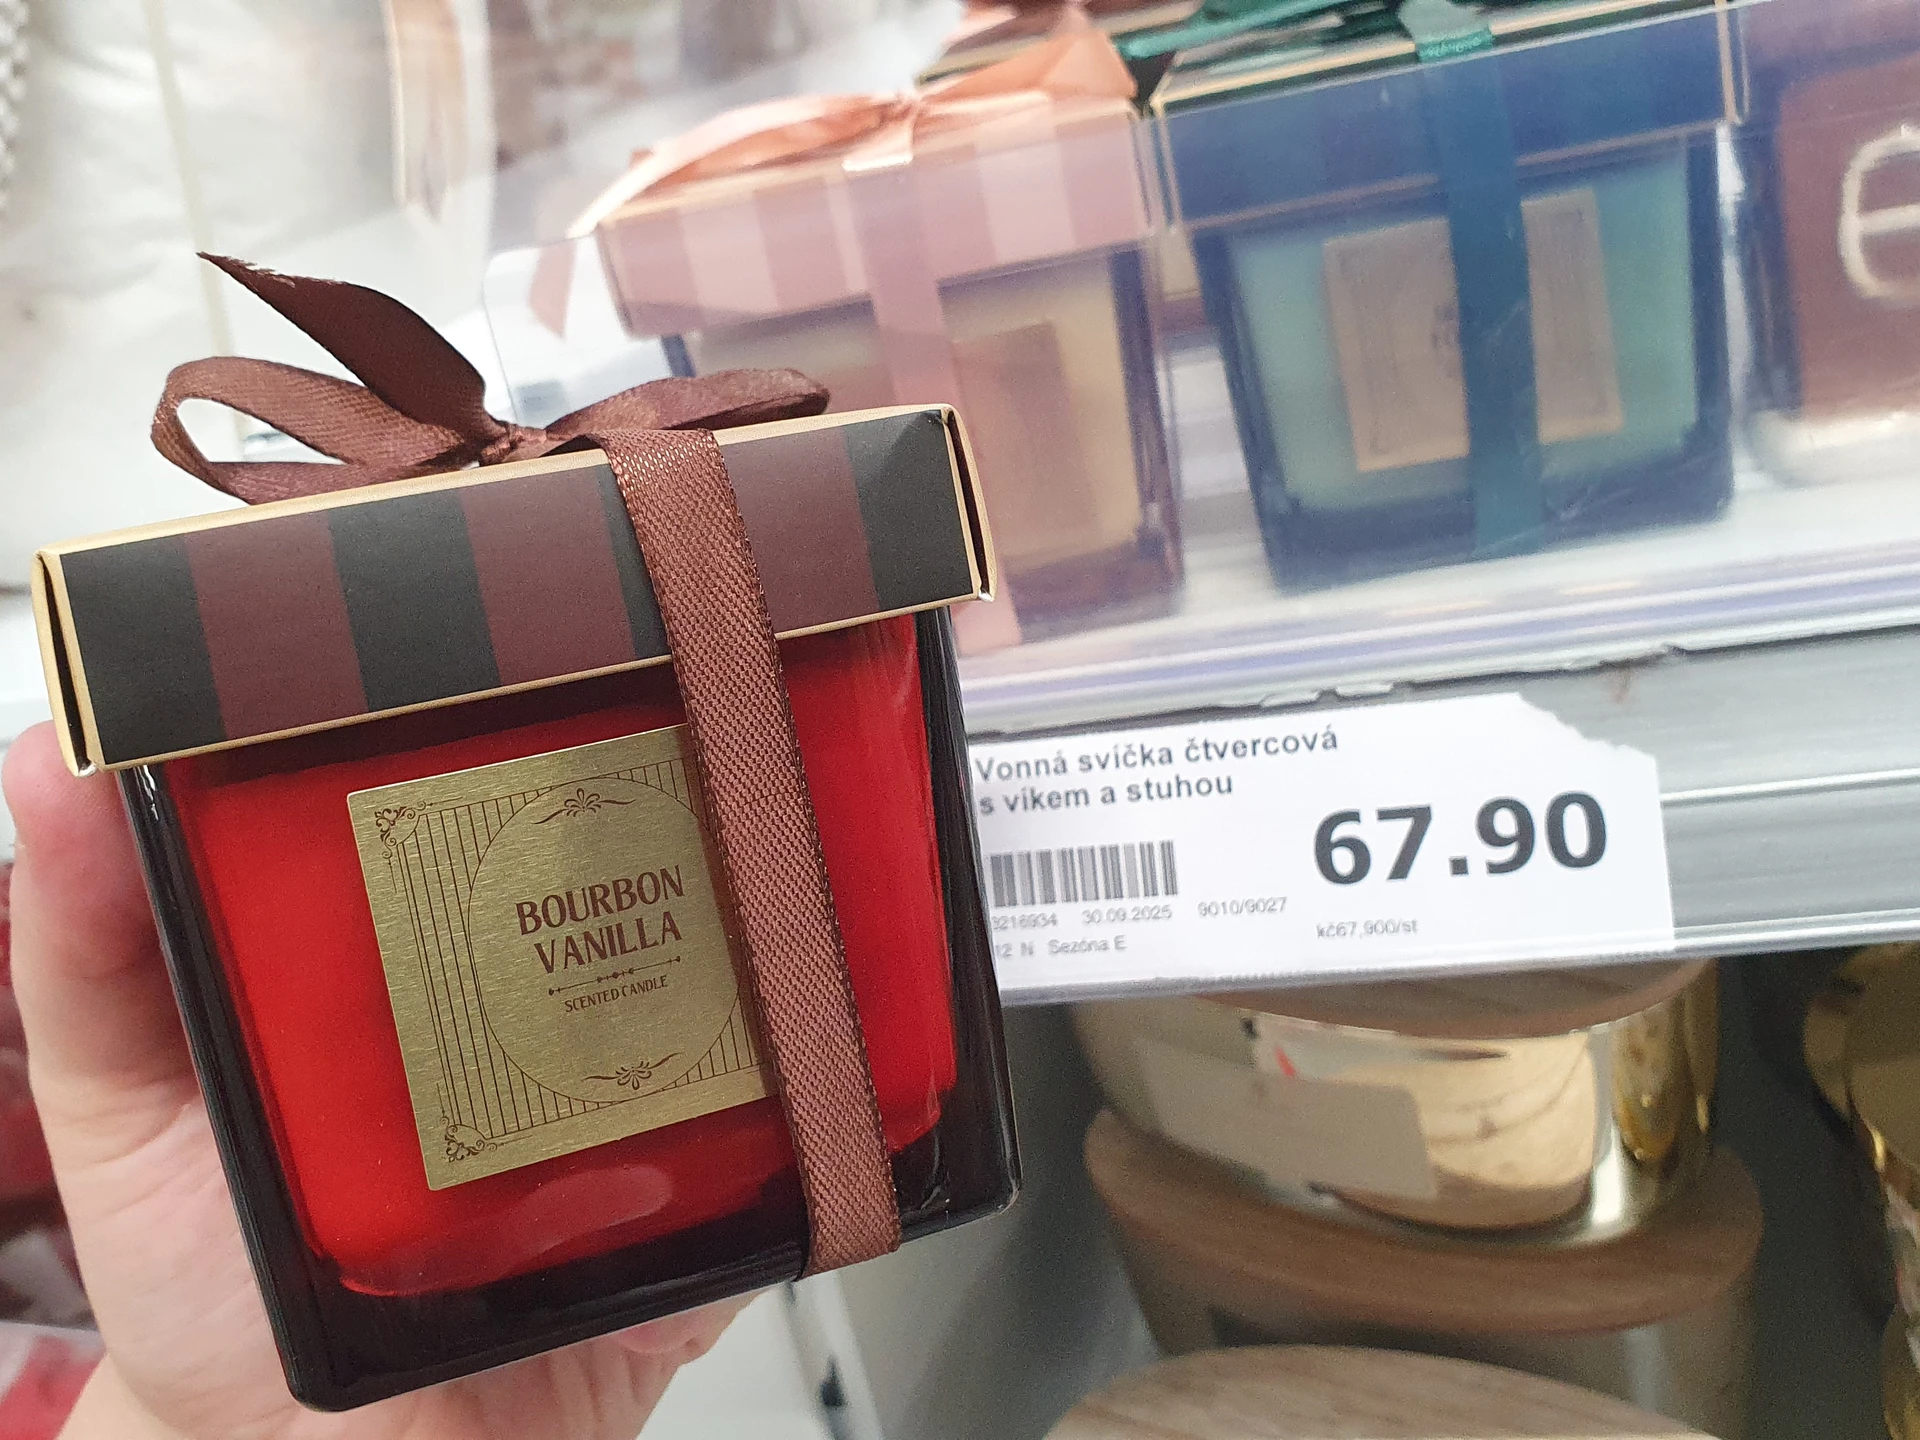 BOURBON
VANILLA
SCENTED CANDLE
Vonná svíčka čtvercová
s víkem a stuhou
67.90
30.09.2025 9010/9027
kč67,900/st
12 N Sezóna E